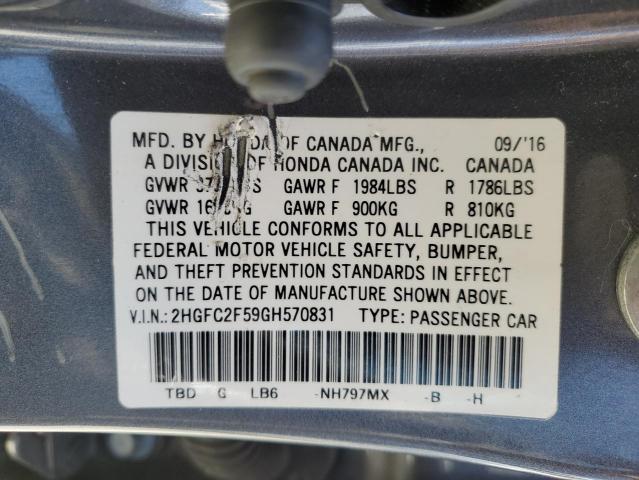 MFD. BY HONDA OF CANADA MFG., 09/'16
A DIVISION OF HONDA CANADA INC. CANADA
GVWR GAWR F 1984LBS R 1786LBS
GVWR GAWR F 900KG R 810KG
THIS VEHICLE CONFORMS TO ALL APPLICABLE
FEDERAL MOTOR VEHICLE SAFETY, BUMPER,
AND THEFT PREVENTION STANDARDS IN EFFECT
ON THE DATE OF MANUFACTURE SHOWN ABOVE.
V.I.N.: 2HGFC2F59GH570831 TYPE: PASSENGER CAR
TBD G LB6 -NH797MX -B -H